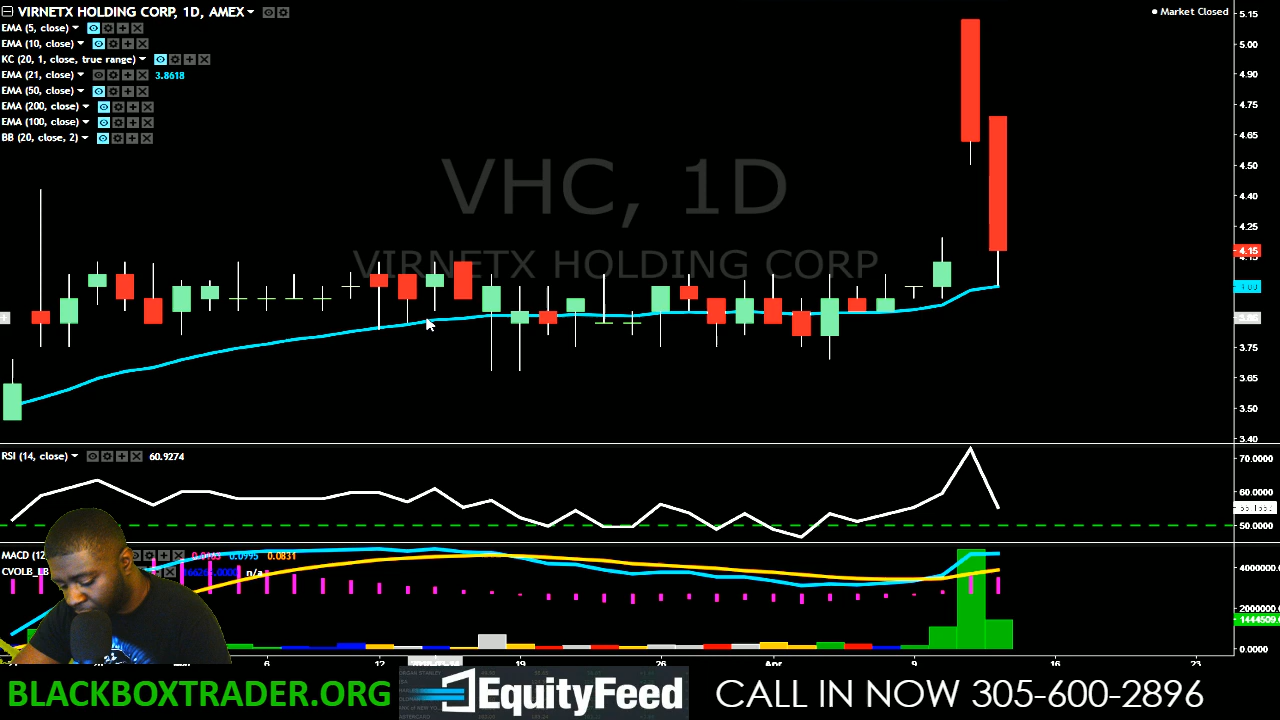 VIRNETX HOLDING CORP, 1D, AMEX
Market Closed
EMA (5, close)
EMA (10, close)
KC (20, 1, close, true range)
EMA (21, close) 3.8618
EMA (50, close)
EMA (200, close)
EMA (100, close)
BB (20, close, 2)
VHC, 1D
VIRNETX HOLDING CORP
5.15
5.00
4.90
4.75
4.65
4.50
4.40
4.25
4.15
3.75
3.65
3.50
3.40
RSI (14, close) 60.9274
70.0000
60.0000
50.0000
MACD (12 0.0995 0.0831
CVOLB_LB n/a
4000000.
2000000.
1444509.
0.0000
6 12 19 26 Apr 9 16 23
BLACKBOXTRADER.ORG
EquityFeed
CALL IN NOW 305-600-2896